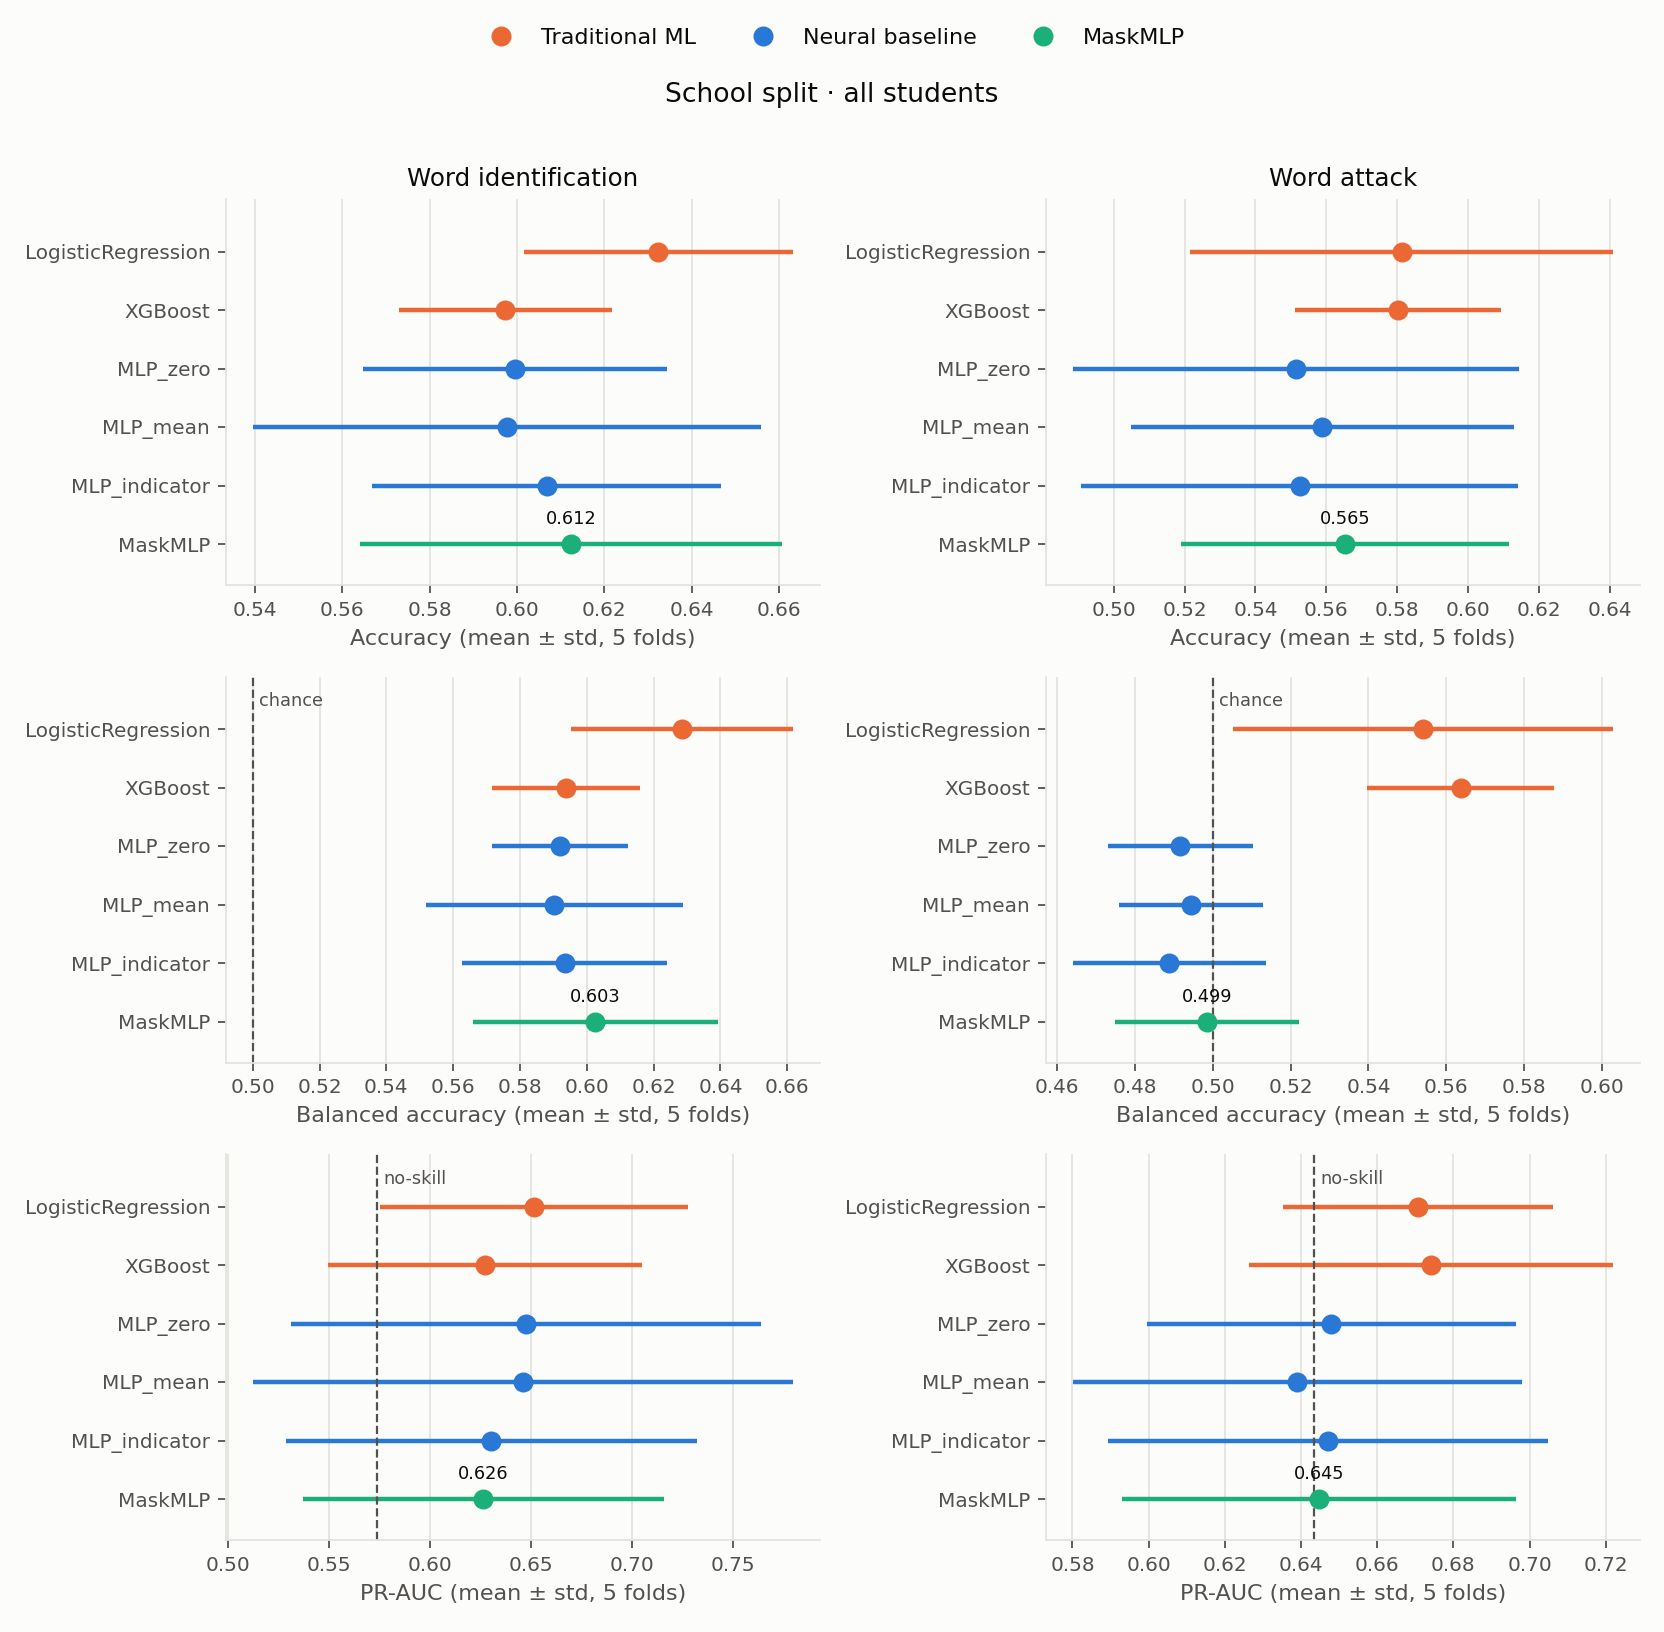 Traditional ML Neural baseline MaskMLP
School split · all students
Word identification
LogisticRegression
XGBoost
MLP_zero
MLP_mean
MLP_indicator
0.612
MaskMLP
0.54 0.56 0.58 0.60 0.62 0.64 0.66
Accuracy (mean ± std, 5 folds)
Word attack
LogisticRegression
XGBoost
MLP_zero
MLP_mean
MLP_indicator
0.565
MaskMLP
0.50 0.52 0.54 0.56 0.58 0.60 0.62 0.64
Accuracy (mean ± std, 5 folds)
chance
LogisticRegression
XGBoost
MLP_zero
MLP_mean
MLP_indicator
0.603
MaskMLP
0.50 0.52 0.54 0.56 0.58 0.60 0.62 0.64 0.66
Balanced accuracy (mean ± std, 5 folds)
chance
LogisticRegression
XGBoost
MLP_zero
MLP_mean
MLP_indicator
0.499
MaskMLP
0.46 0.48 0.50 0.52 0.54 0.56 0.58 0.60
Balanced accuracy (mean ± std, 5 folds)
no-skill
LogisticRegression
XGBoost
MLP_zero
MLP_mean
MLP_indicator
0.626
MaskMLP
0.50 0.55 0.60 0.65 0.70 0.75
PR-AUC (mean ± std, 5 folds)
no-skill
LogisticRegression
XGBoost
MLP_zero
MLP_mean
MLP_indicator
0.645
MaskMLP
0.58 0.60 0.62 0.64 0.66 0.68 0.70 0.72
PR-AUC (mean ± std, 5 folds)